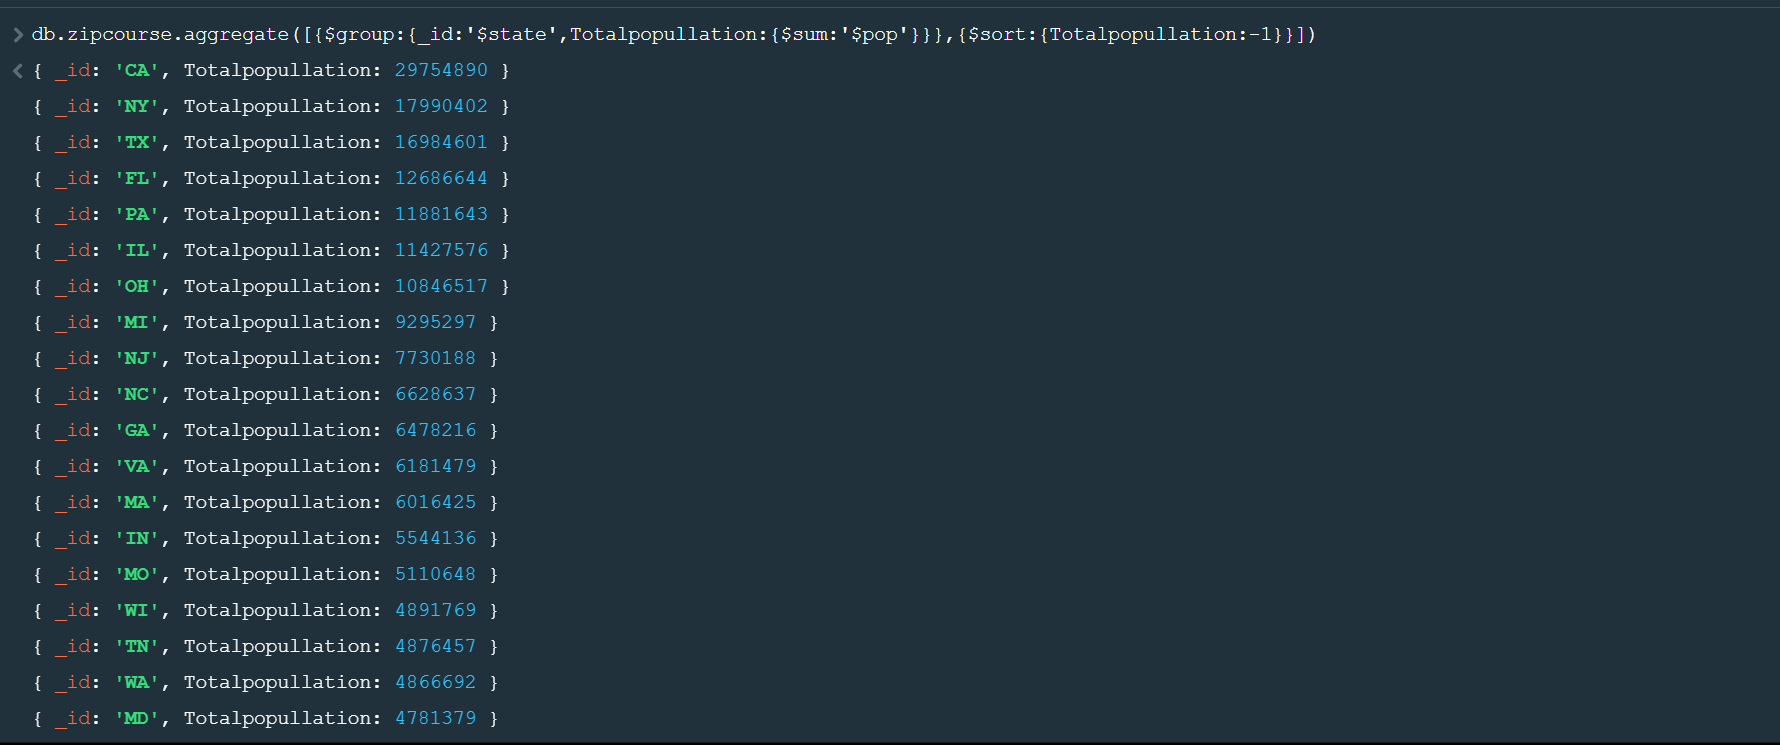 > db.zipcourse.aggregate([{$group:{_id:'$state',Totalpopullation:{$sum:'$pop'}}},{$sort:{Totalpopullation:-1}}])
< { _id: 'CA', Totalpopullation: 29754890 }
{ _id: 'NY', Totalpopullation: 17990402 }
{ _id: 'TX', Totalpopullation: 16984601 }
{ _id: 'FL', Totalpopullation: 12686644 }
{ _id: 'PA', Totalpopullation: 11881643 }
{ _id: 'IL', Totalpopullation: 11427576 }
{ _id: 'OH', Totalpopullation: 10846517 }
{ _id: 'MI', Totalpopullation: 9295297 }
{ _id: 'NJ', Totalpopullation: 7730188 }
{ _id: 'NC', Totalpopullation: 6628637 }
{ _id: 'GA', Totalpopullation: 6478216 }
{ _id: 'VA', Totalpopullation: 6181479 }
{ _id: 'MA', Totalpopullation: 6016425 }
{ _id: 'IN', Totalpopullation: 5544136 }
{ _id: 'MO', Totalpopullation: 5110648 }
{ _id: 'WI', Totalpopullation: 4891769 }
{ _id: 'TN', Totalpopullation: 4876457 }
{ _id: 'WA', Totalpopullation: 4866692 }
{ _id: 'MD', Totalpopullation: 4781379 }